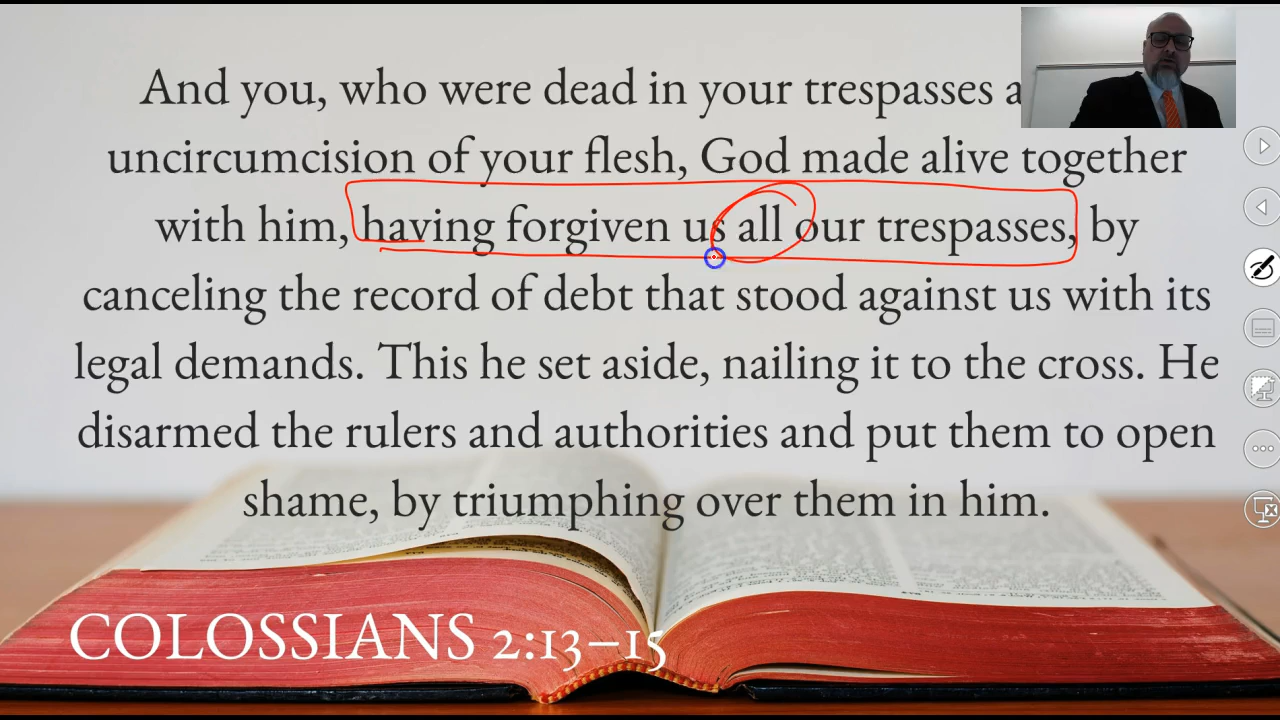 And you, who were dead in your trespasses
uncircumcision of your flesh, God made alive together
with him, having forgiven us all our trespasses, by
canceling the record of debt that stood against us with its
legal demands. This he set aside, nailing it to the cross. He
disarmed the rulers and authorities and put them to open
shame, by triumphing over them in him.
COLOSSIANS 2:13–15